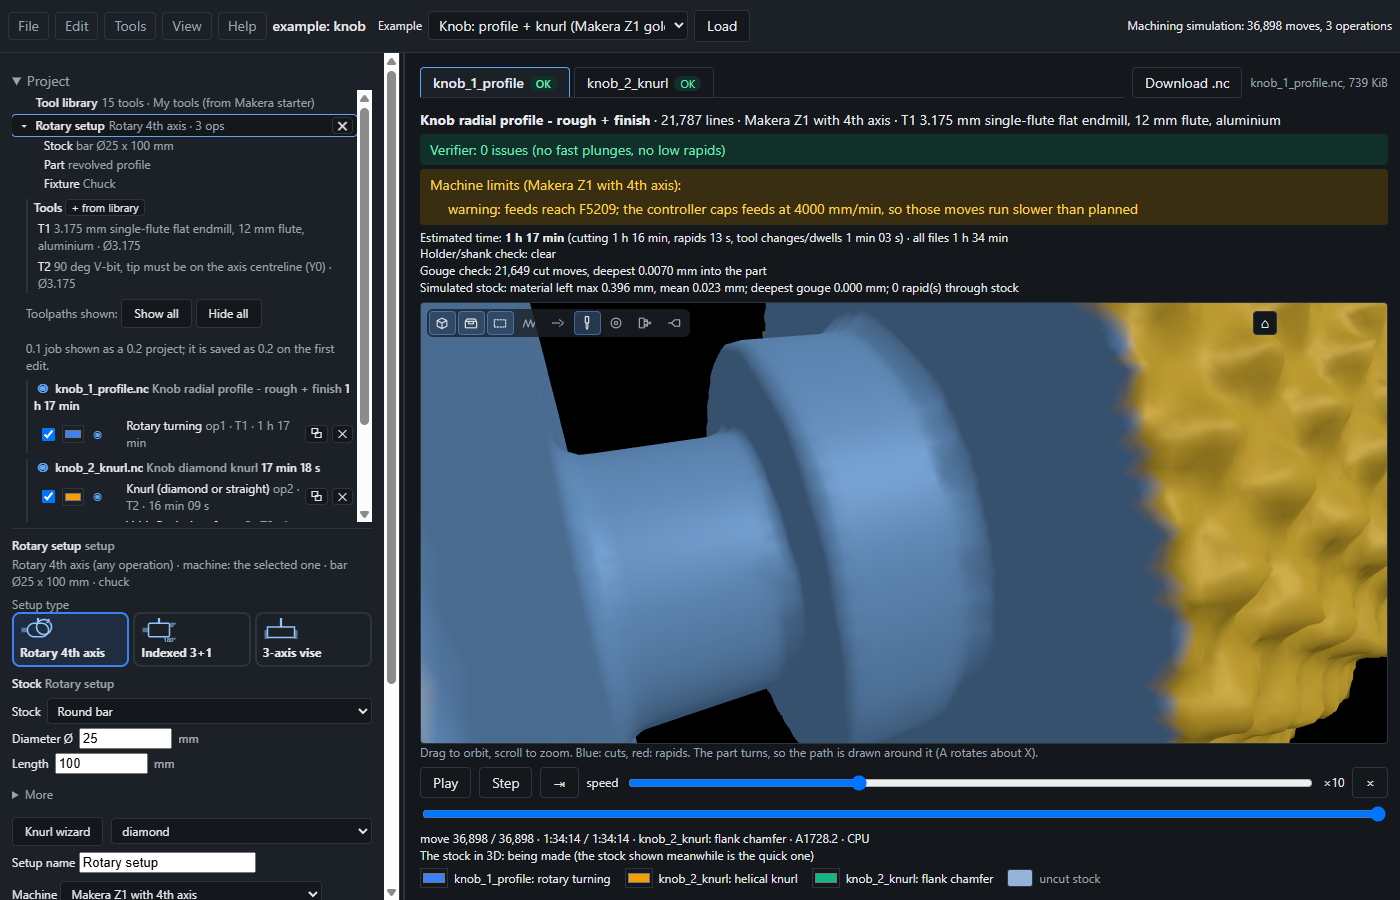 File Edit Tools View Help example: knob Example Knob: profile + knurl (Makera Z1 gol Load Machining simulation: 36,898 moves, 3 operations
Project
Tool library 15 tools · My tools (from Makera starter)
Rotary setup Rotary 4th axis · 3 ops
Stock bar Ø25 x 100 mm
Part revolved profile
Fixture Chuck
Tools + from library
T1 3.175 mm single-flute flat endmill, 12 mm flute,
aluminium · Ø3.175
T2 90 deg V-bit, tip must be on the axis centreline (Y0) ·
Ø3.175
Toolpaths shown: Show all Hide all
0.1 job shown as a 0.2 project; it is saved as 0.2 on the first
edit.
knob_1_profile.nc Knob radial profile - rough + finish 1
h 17 min
Rotary turning op1 · T1 · 1 h 17
min
knob_2_knurl.nc Knob diamond knurl 17 min 18 s
Knurl (diamond or straight) op2 ·
T2 · 16 min 09 s
Rotary setup setup
Rotary 4th axis (any operation) · machine: the selected one · bar
Ø25 x 100 mm · chuck
Setup type
Rotary 4th axis Indexed 3+1 3-axis vise
Stock Rotary setup
Stock Round bar
Diameter Ø 25 mm
Length 100 mm
More
Knurl wizard diamond
Setup name Rotary setup
Machine Makera Z1 with 4th axis
knob_1_profile OK knob_2_knurl OK Download .nc knob_1_profile.nc, 739 KiB
Knob radial profile - rough + finish · 21,787 lines · Makera Z1 with 4th axis · T1 3.175 mm single-flute flat endmill, 12 mm flute, aluminium
Verifier: 0 issues (no fast plunges, no low rapids)
Machine limits (Makera Z1 with 4th axis):
warning: feeds reach F5209; the controller caps feeds at 4000 mm/min, so those moves run slower than planned
Estimated time: 1 h 17 min (cutting 1 h 16 min, rapids 13 s, tool changes/dwells 1 min 03 s) · all files 1 h 34 min
Holder/shank check: clear
Gouge check: 21,649 cut moves, deepest 0.0070 mm into the part
Simulated stock: material left max 0.396 mm, mean 0.023 mm; deepest gouge 0.000 mm; 0 rapid(s) through stock
Drag to orbit, scroll to zoom. Blue: cuts, red: rapids. The part turns, so the path is drawn around it (A rotates about X).
Play Step speed ×10
move 36,898 / 36,898 · 1:34:14 / 1:34:14 · knob_2_knurl: flank chamfer · A1728.2 · CPU
The stock in 3D: being made (the stock shown meanwhile is the quick one)
knob_1_profile: rotary turning knob_2_knurl: helical knurl knob_2_knurl: flank chamfer uncut stock